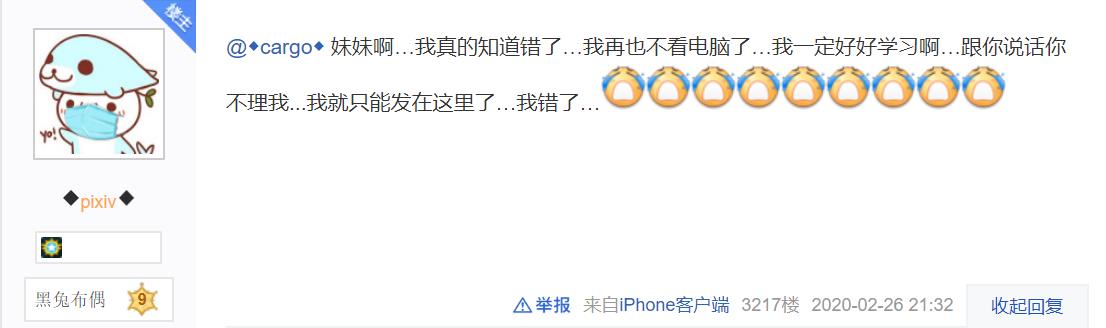 楼主
@◆cargo◆ 妹妹啊...我真的知道错了...我再也不看电脑了...我一定好好学习啊...跟你说话你
不理我...我就只能发在这里了...我错了...
yo!
◆pixiv◆
黑兔布偶 9
举报 来自iPhone客户端 3217楼 2020-02-26 21:32 收起回复